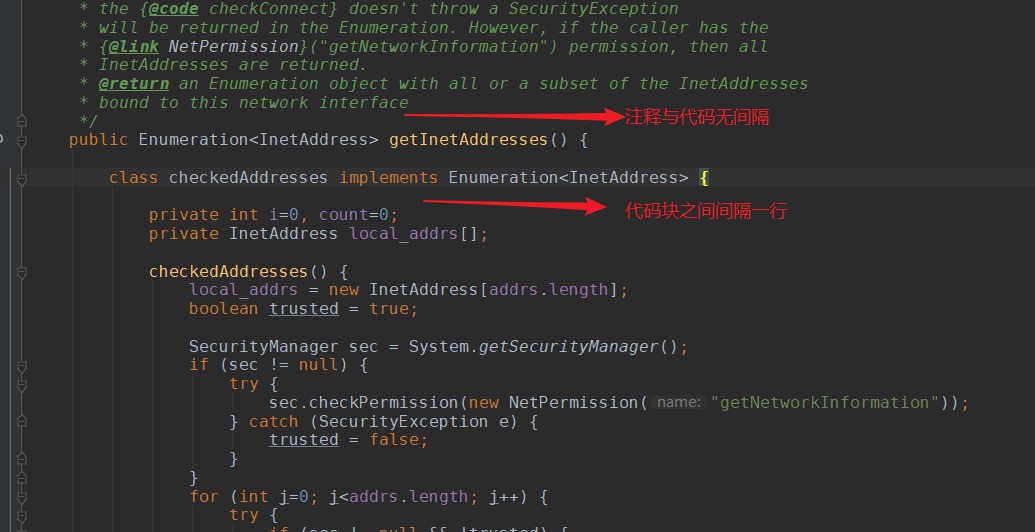 * the {@code checkConnect} doesn't throw a SecurityException
* will be returned in the Enumeration. However, if the caller has the
* {@link NetPermission}("getNetworkInformation") permission, then all
* InetAddresses are returned.
* @return an Enumeration object with all or a subset of the InetAddresses
* bound to this network interface
*/ 注释与代码无间隔
public Enumeration<InetAddress> getInetAddresses() {
class checkedAddresses implements Enumeration<InetAddress> {
代码块之间间隔一行
private int i=0, count=0;
private InetAddress local_addrs[];
checkedAddresses() {
local_addrs = new InetAddress[addrs.length];
boolean trusted = true;
SecurityManager sec = System.getSecurityManager();
if (sec != null) {
try {
sec.checkPermission(new NetPermission( name: "getNetworkInformation"));
} catch (SecurityException e) {
trusted = false;
}
}
for (int j=0; j<addrs.length; j++) {
try {